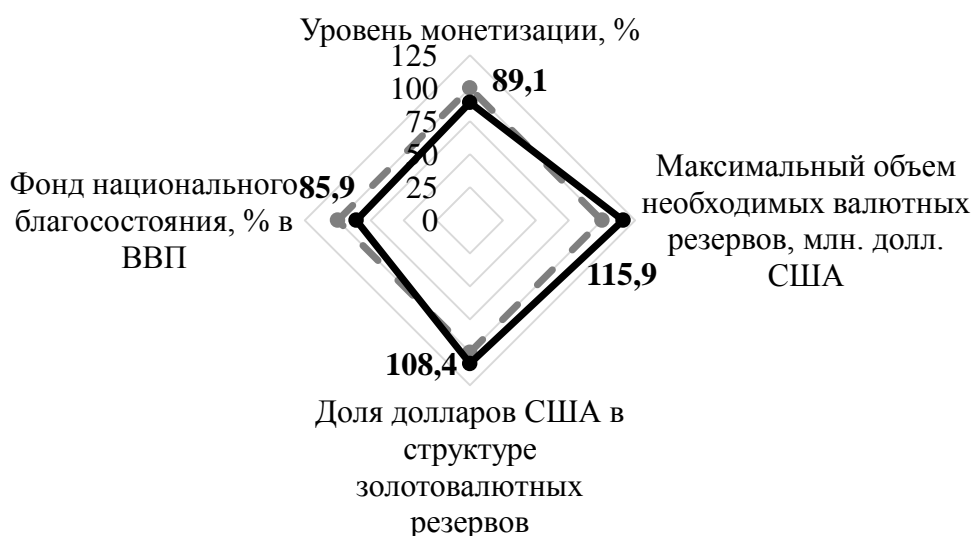 Уровень монетизации, %
125
100
75
50
25
0
89,1
Максимальный объем
необходимых валютных
резервов, млн. долл.
США
115,9
Фонд национального
благосостояния, % в
ВВП
85,9
108,4
Доля долларов США в
структуре
золотовалютных
резервов